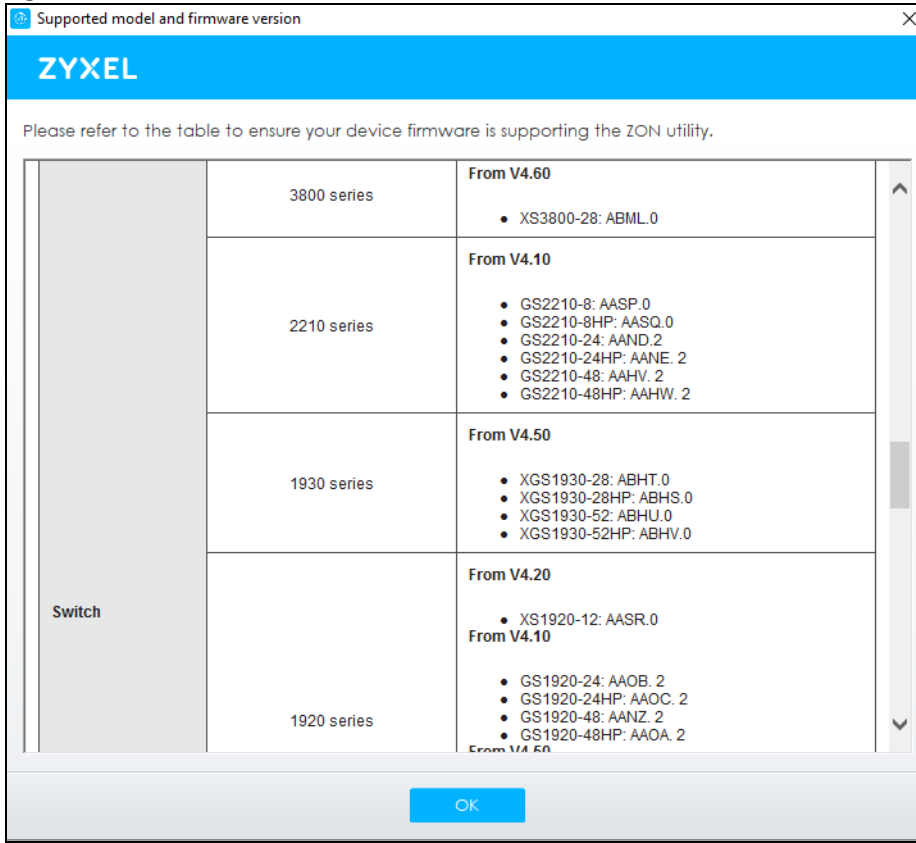 Supported model and firmware version
ZYXEL
Please refer to the table to ensure your device firmware is supporting the ZON utility.
Switch
3800 series
From V4.60
• XS3800-28: ABML.0
2210 series
From V4.10
• GS2210-8: AASP.0
• GS2210-8HP: AASQ.0
• GS2210-24: AAND.2
• GS2210-24HP: AANE. 2
• GS2210-48: AAHV. 2
• GS2210-48HP: AAHW. 2
1930 series
From V4.50
• XGS1930-28: ABHT.0
• XGS1930-28HP: ABHS.0
• XGS1930-52: ABHU.0
• XGS1930-52HP: ABHV.0
1920 series
From V4.20
• XS1920-12: AASR.0
From V4.10
• GS1920-24: AAOB. 2
• GS1920-24HP: AAOC. 2
• GS1920-48: AANZ. 2
• GS1920-48HP: AAOA. 2
From V4.50
OK